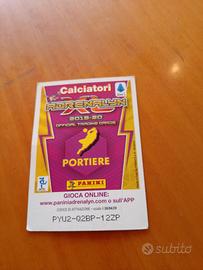 Calciatori
ADRENALYN
XL
2019-20
OFFICIAL TRADING CARDS
PORTIERE
PANINI
GIOCA ONLINE:
www.paniniadrenalyn.com o sull'APP
PYU2-02BP-12ZP
subito